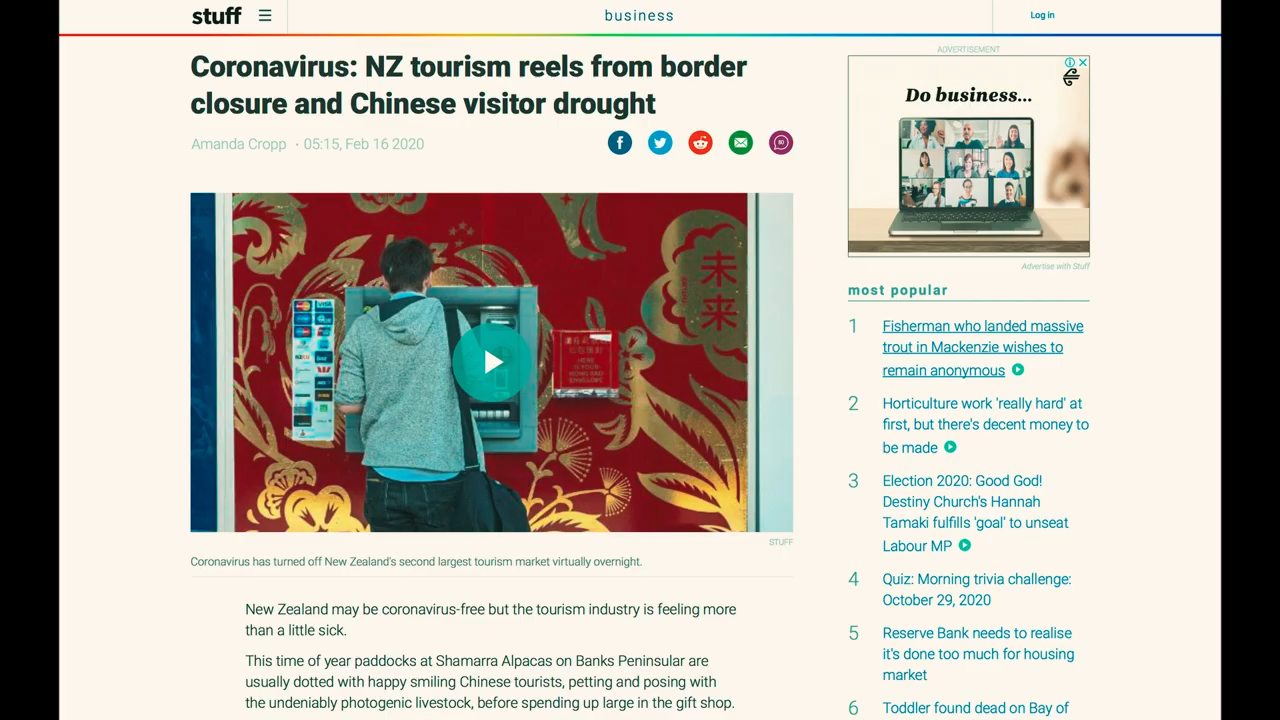 stuff
business
Log in
Coronavirus: NZ tourism reels from border
closure and Chinese visitor drought
Amanda Cropp · 05:15, Feb 16 2020
未来
STUFF
Coronavirus has turned off New Zealand's second largest tourism market virtually overnight.
New Zealand may be coronavirus-free but the tourism industry is feeling more
than a little sick.
This time of year paddocks at Shamarra Alpacas on Banks Peninsular are
usually dotted with happy smiling Chinese tourists, petting and posing with
the undeniably photogenic livestock, before spending up large in the gift shop.
ADVERTISEMENT
Do business...
Advertise with Stuff
most popular
1 Fisherman who landed massive
trout in Mackenzie wishes to
remain anonymous
2 Horticulture work 'really hard' at
first, but there's decent money to
be made
3 Election 2020: Good God!
Destiny Church's Hannah
Tamaki fulfills 'goal' to unseat
Labour MP
4 Quiz: Morning trivia challenge:
October 29, 2020
5 Reserve Bank needs to realise
it's done too much for housing
market
6 Toddler found dead on Bay of